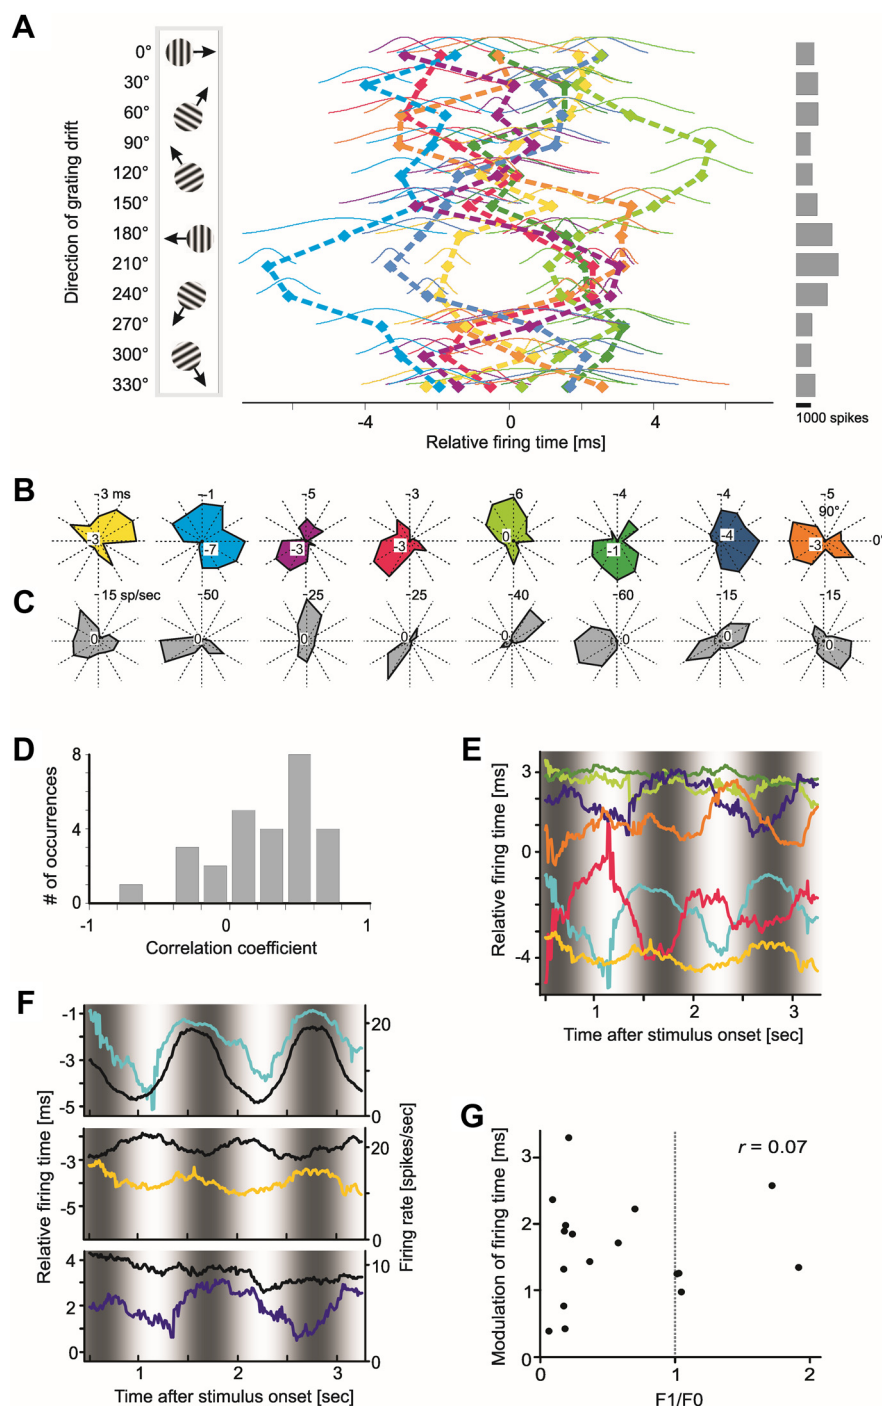 A
Direction of grating drift
0°
30°
60°
90°
120°
150°
180°
210°
240°
270°
300°
330°
-4 0 4
Relative firing time [ms]
1000 spikes
B
-3 ms -1 -5 -3 -6 -4 -4 -5
90°
0°
-3 -7 -3 -3 0 -1 -4 -3
C
15 sp/sec 50 25 25 40 60 15 15
0 0 0 0 0 0 0 0
D
# of occurrences
8
4
0
-1 0 1
Correlation coefficient
E
Relative firing time [ms]
3
0
-4
1 2 3
Time after stimulus onset [sec]
F
Relative firing time [ms]
Firing rate [spikes/sec]
-1
-3
-5
20
0
-3
-5
20
0
4
2
0
10
0
1 2 3
Time after stimulus onset [sec]
G
Modulation of firing time [ms]
r = 0.07
3
2
1
0
0 1 2
F1/F0